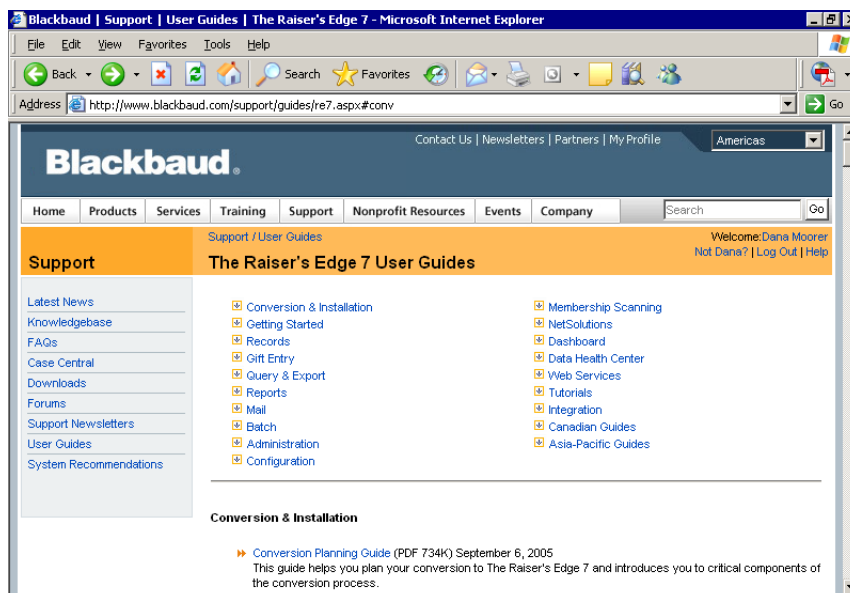 Blackbaud | Support | User Guides | The Raiser's Edge 7 - Microsoft Internet Explorer
File Edit View Favorites Tools Help
Back Search Favorites
Address http://www.blackbaud.com/support/guides/re7.aspx#conv Go
Contact Us | Newsletters | Partners | My Profile Americas
Blackbaud.
Home Products Services Training Support Nonprofit Resources Events Company Search Go
Support / User Guides Welcome:Dana Moorer
Support The Raiser's Edge 7 User Guides Not Dana? | Log Out | Help
Latest News
Knowledgebase
FAQs
Case Central
Downloads
Forums
Support Newsletters
User Guides
System Recommendations
Conversion & Installation
Getting Started
Records
Gift Entry
Query & Export
Reports
Mail
Batch
Administration
Configuration
Membership Scanning
NetSolutions
Dashboard
Data Health Center
Web Services
Tutorials
Integration
Canadian Guides
Asia-Pacific Guides
Conversion & Installation
Conversion Planning Guide (PDF 734K) September 6, 2005
This guide helps you plan your conversion to The Raiser's Edge 7 and introduces you to critical components of
the conversion process.